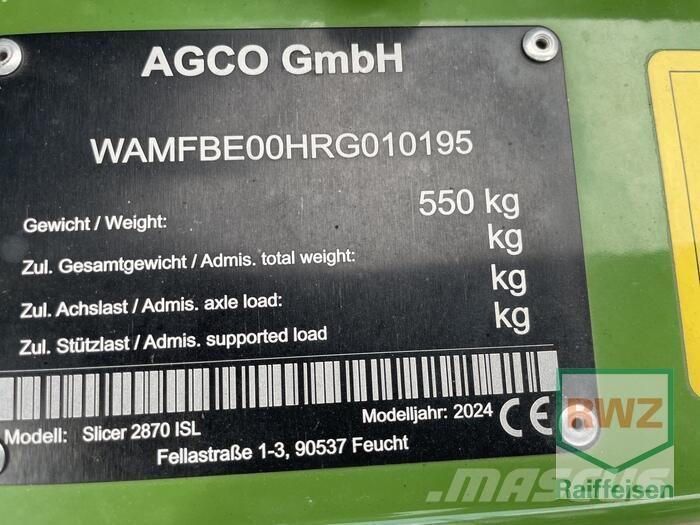 AGCO GmbH
WAMFBE00HRG010195
Gewicht / Weight: 550 kg
Zul. Gesamtgewicht / Admis. total weight: kg
Zul. Achslast / Admis. axle load: kg
Zul. Stützlast / Admis. supported load kg
Modell: Slicer 2870 ISL Modelljahr: 2024 CE
Fellastraße 1-3, 90537 Feucht
RWZ
MASCUS
Raiffeisen